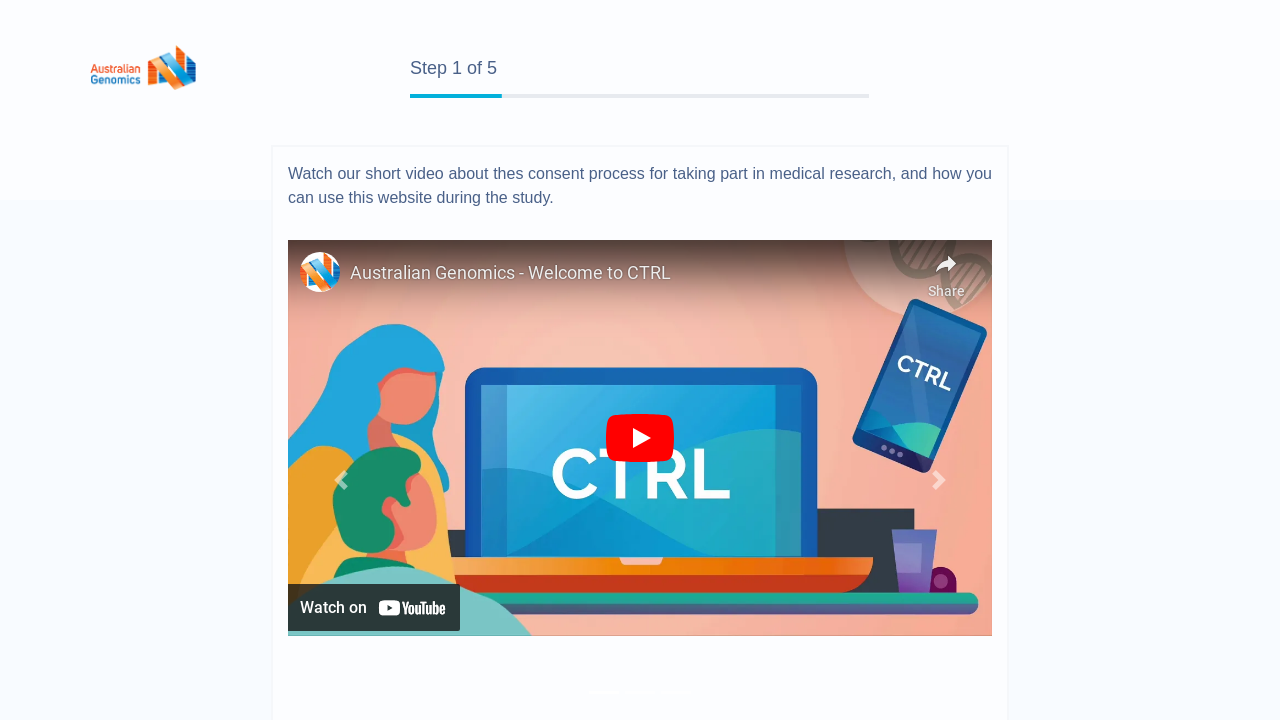 Australian
Genomics
Step 1 of 5
Watch our short video about thes consent process for taking part in medical research, and how you
can use this website during the study.
Australian Genomics - Welcome to CTRL
Share
CTRL
CTRL
Watch on YouTube